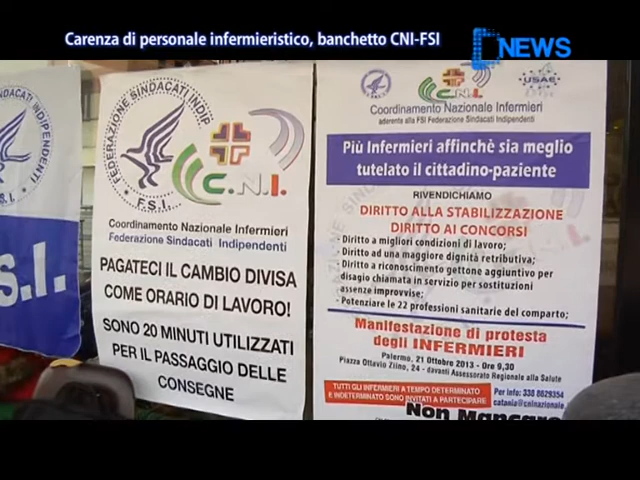 Carenza di personale infermieristico, banchetto CNI-FSI
NEWS
INDIPENDENTI
S.I.
FEDERAZIONE SINDACATI INDIP.
F.S.I.
C.N.I.
Coordinamento Nazionale Infermieri
Federazione Sindacati Indipendenti
PAGATECI IL CAMBIO DIVISA
COME ORARIO DI LAVORO!
SONO 20 MINUTI UTILIZZATI
PER IL PASSAGGIO DELLE
CONSEGNE
C.N.I.
USAE
Coordinamento Nazionale Infermieri
aderente alla FSI Federazione Sindacati Indipendenti
Più Infermieri affinchè sia meglio
tutelato il cittadino-paziente
RIVENDICHIAMO
DIRITTO ALLA STABILIZZAZIONE
DIRITTO AI CONCORSI
- Diritto a migliori condizioni di lavoro;
- Diritto ad una maggiore dignità retributiva;
- Diritto a riconoscimento gettone aggiuntivo per
disagio chiamata in servizio per sostituzioni
assenze improvvise;
- Potenziare le 22 professioni sanitarie del comparto;
Manifestazione di protesta
degli INFERMIERI
Palermo, 21 Ottobre 2013 - Ore 9,30
Piazza Ottavio Ziino, 24 - davanti Assessorato Regionale alla Salute
TUTTI GLI INFERMIERI A TEMPO DETERMINATO
E INDETERMINATO SONO INVITATI A PARTECIPARE
Per info: 338 8629354
catania@cninazionale
Non Mancare